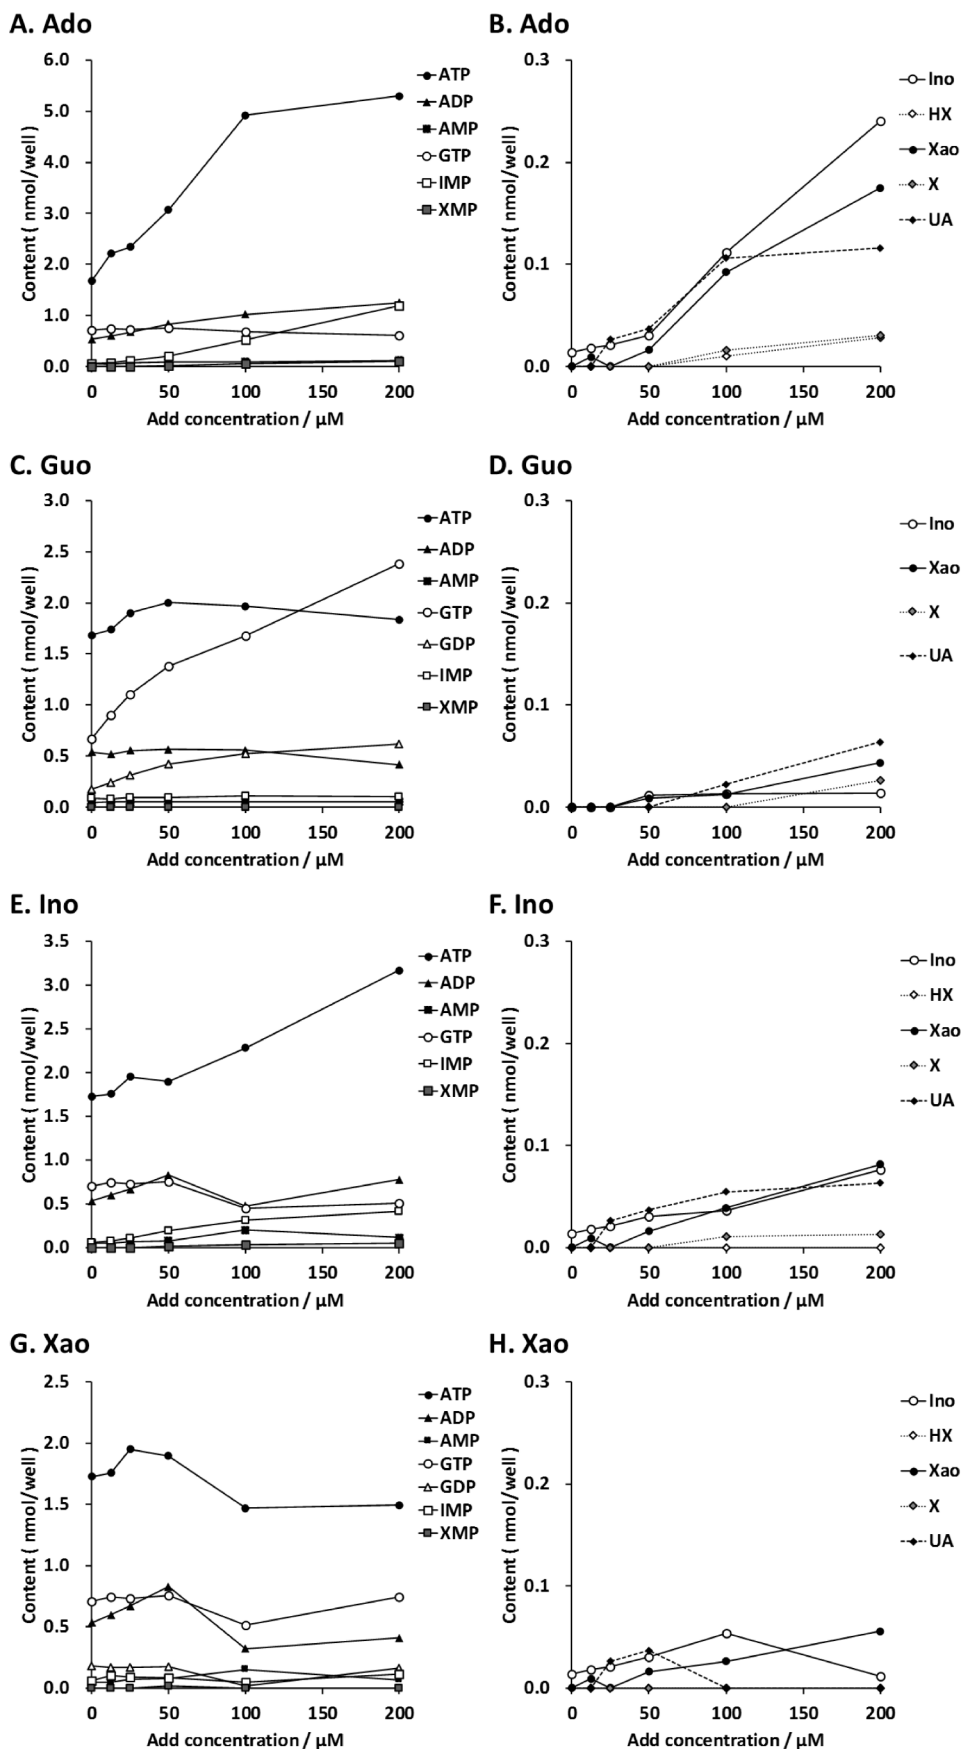 A. Ado
6.0
5.0
4.0
3.0
2.0
1.0
0.0
Content ( nmol/well )
0 50 100 150 200
Add concentration / μM
ATP
ADP
AMP
GTP
IMP
XMP
B. Ado
0.3
0.2
0.1
0.0
Content ( nmol/well )
0 50 100 150 200
Add concentration / μM
Ino
HX
Xao
X
UA
C. Guo
3.0
2.5
2.0
1.5
1.0
0.5
0.0
Content ( nmol/well )
0 50 100 150 200
Add concentration / μM
ATP
ADP
AMP
GTP
GDP
IMP
XMP
D. Guo
0.3
0.2
0.1
0.0
Content ( nmol/well )
0 50 100 150 200
Add concentration / μM
Ino
Xao
X
UA
E. Ino
3.5
3.0
2.5
2.0
1.5
1.0
0.5
0.0
Content ( nmol/well )
0 50 100 150 200
Add concentration / μM
ATP
ADP
AMP
GTP
IMP
XMP
F. Ino
0.3
0.2
0.1
0.0
Content ( nmol/well )
0 50 100 150 200
Add concentration / μM
Ino
HX
Xao
X
UA
G. Xao
2.5
2.0
1.5
1.0
0.5
0.0
Content ( nmol/well )
0 50 100 150 200
Add concentration / μM
ATP
ADP
AMP
GTP
GDP
IMP
XMP
H. Xao
0.3
0.2
0.1
0.0
Content ( nmol/well )
0 50 100 150 200
Add concentration / μM
Ino
HX
Xao
X
UA